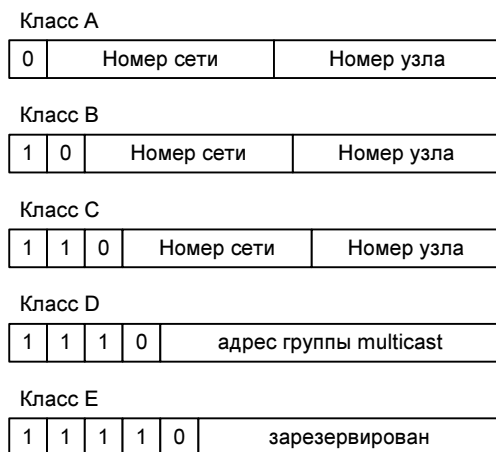 Класс А
0 Номер сети Номер узла
Класс В
1 0 Номер сети Номер узла
Класс С
1 1 0 Номер сети Номер узла
Класс D
1 1 1 0 адрес группы multicast
Класс Е
1 1 1 1 0 зарезервирован